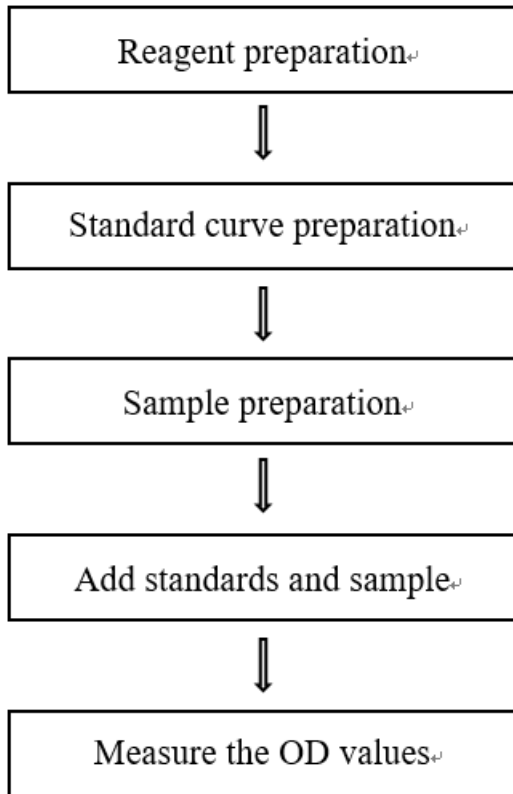 Reagent preparation
Standard curve preparation
Sample preparation
Add standards and sample
Measure the OD values